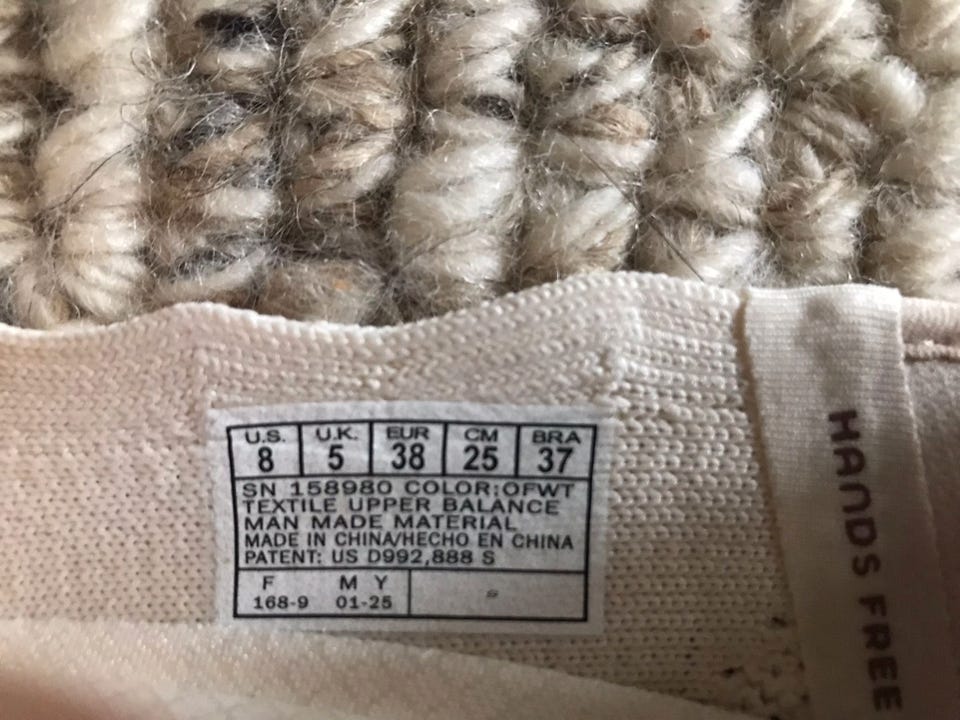 U.S. U.K. EUR CM BRA
8 5 38 25 37
SN 158980 COLOR:OFWT
TEXTILE UPPER BALANCE
MAN MADE MATERIAL
MADE IN CHINA/HECHO EN CHINA
PATENT: US D992,888 S
F M Y
168-9 01-25
HANDS FREE